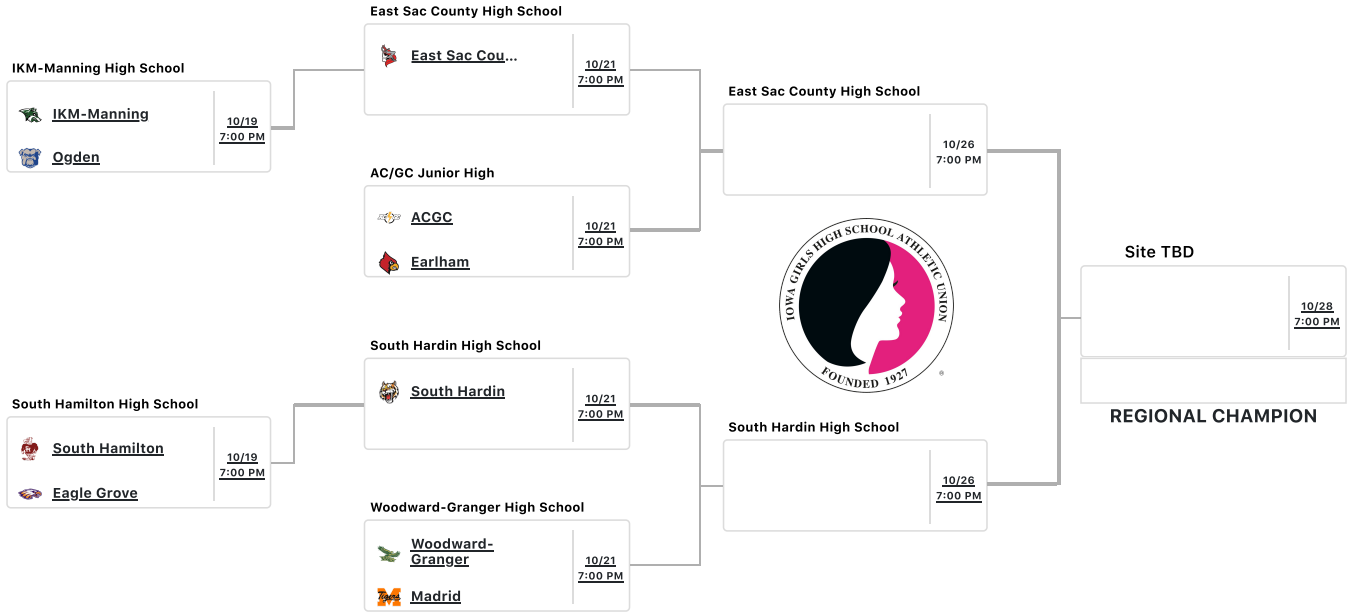 IKM-Manning High School
IKM-Manning
Ogden
10/19
7:00 PM
South Hamilton High School
South Hamilton
Eagle Grove
10/19
7:00 PM
East Sac County High School
East Sac Cou...
10/21
7:00 PM
AC/GC Junior High
ACGC
Earlham
10/21
7:00 PM
South Hardin High School
South Hardin
10/21
7:00 PM
Woodward-Granger High School
Woodward-
Granger
Tigers
M
Madrid
10/21
7:00 PM
East Sac County High School
10/26
7:00 PM
IOWA GIRLS HIGH SCHOOL ATHLETIC UNION
FOUNDED 1927
®
South Hardin High School
10/26
7:00 PM
Site TBD
10/28
7:00 PM
REGIONAL CHAMPION